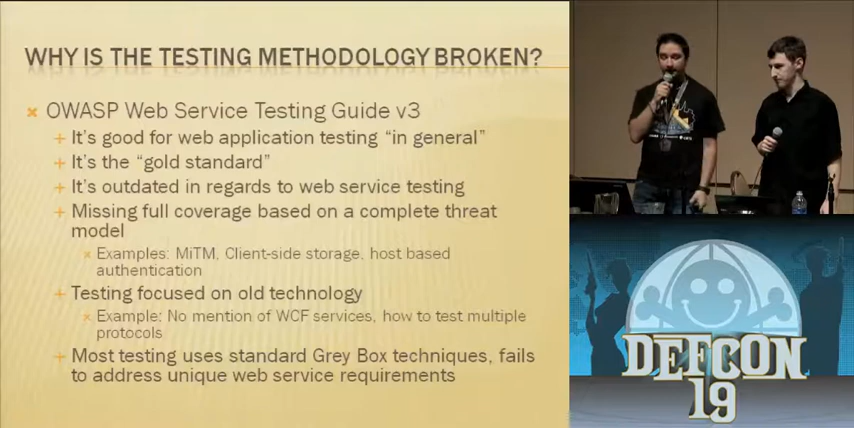 WHY IS THE TESTING METHODOLOGY BROKEN?
OWASP Web Service Testing Guide v3
It's good for web application testing "in general"
It's the "gold standard"
It's outdated in regards to web service testing
Missing full coverage based on a complete threat
model
Examples: MiTM, Client-side storage, host based
authentication
Testing focused on old technology
Example: No mention of WCF services, how to test multiple
protocols
Most testing uses standard Grey Box techniques, fails
to address unique web service requirements
DEFCON
19